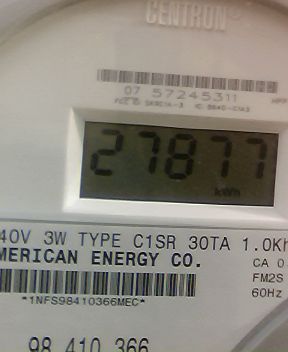 CENTRON®
07 57245311
27877
kWh
40V 3W TYPE C1SR 30TA 1.0Kh
MERICAN ENERGY CO.
CA 0
FM2S
*1NFS98410366MEC*
60Hz
98 410 366